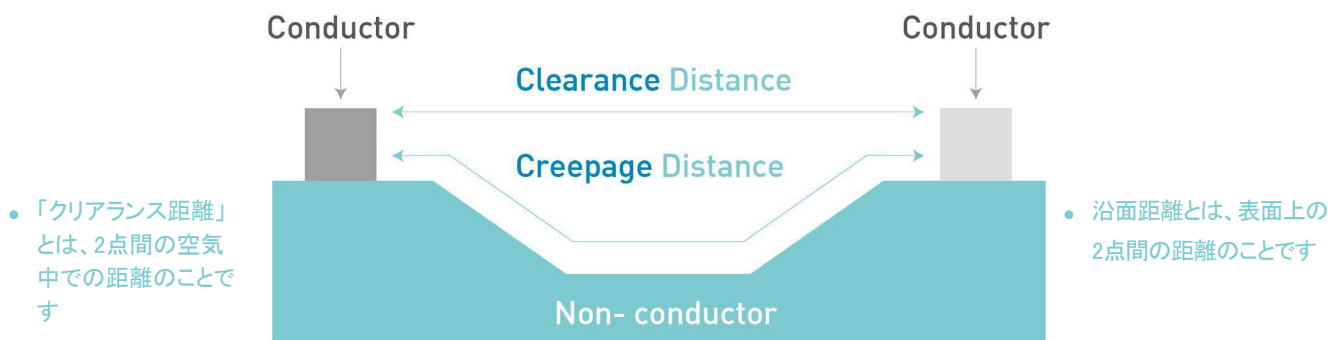 Conductor
Conductor
Clearance Distance
Creepage Distance
• 「クリアランス距離」
とは、2点間の空気
中での距離のことで
す
• 沿面距離とは、表面上の
2点間の距離のことです
Non- conductor